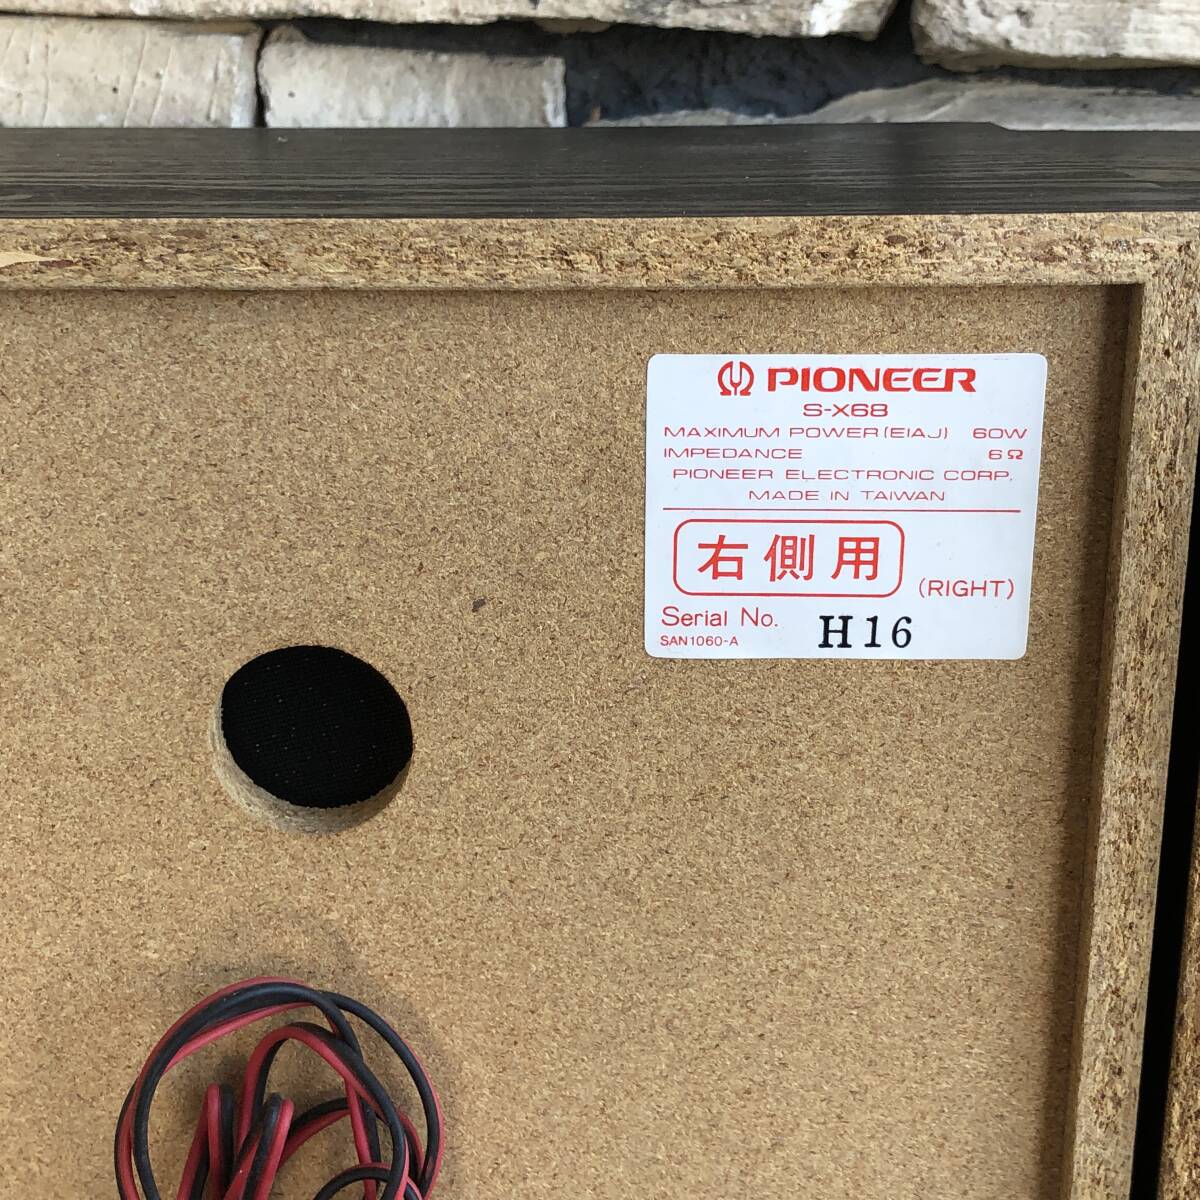 PIONEER
S-X68
MAXIMUM POWER (EIAJ) 60W
IMPEDANCE 6Ω
PIONEER ELECTRONIC CORP.
MADE IN TAIWAN
右側用 (RIGHT)
Serial No. H16
SAN1060-A